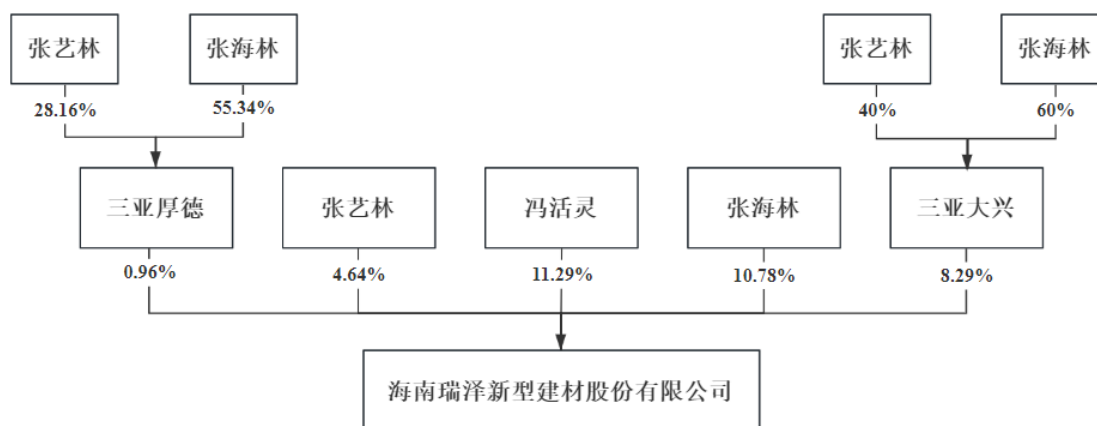 张艺林
张海林
张艺林
张海林
28.16%
55.34%
40%
60%
三亚厚德
张艺林
冯活灵
张海林
三亚大兴
0.96%
4.64%
11.29%
10.78%
8.29%
海南瑞泽新型建材股份有限公司